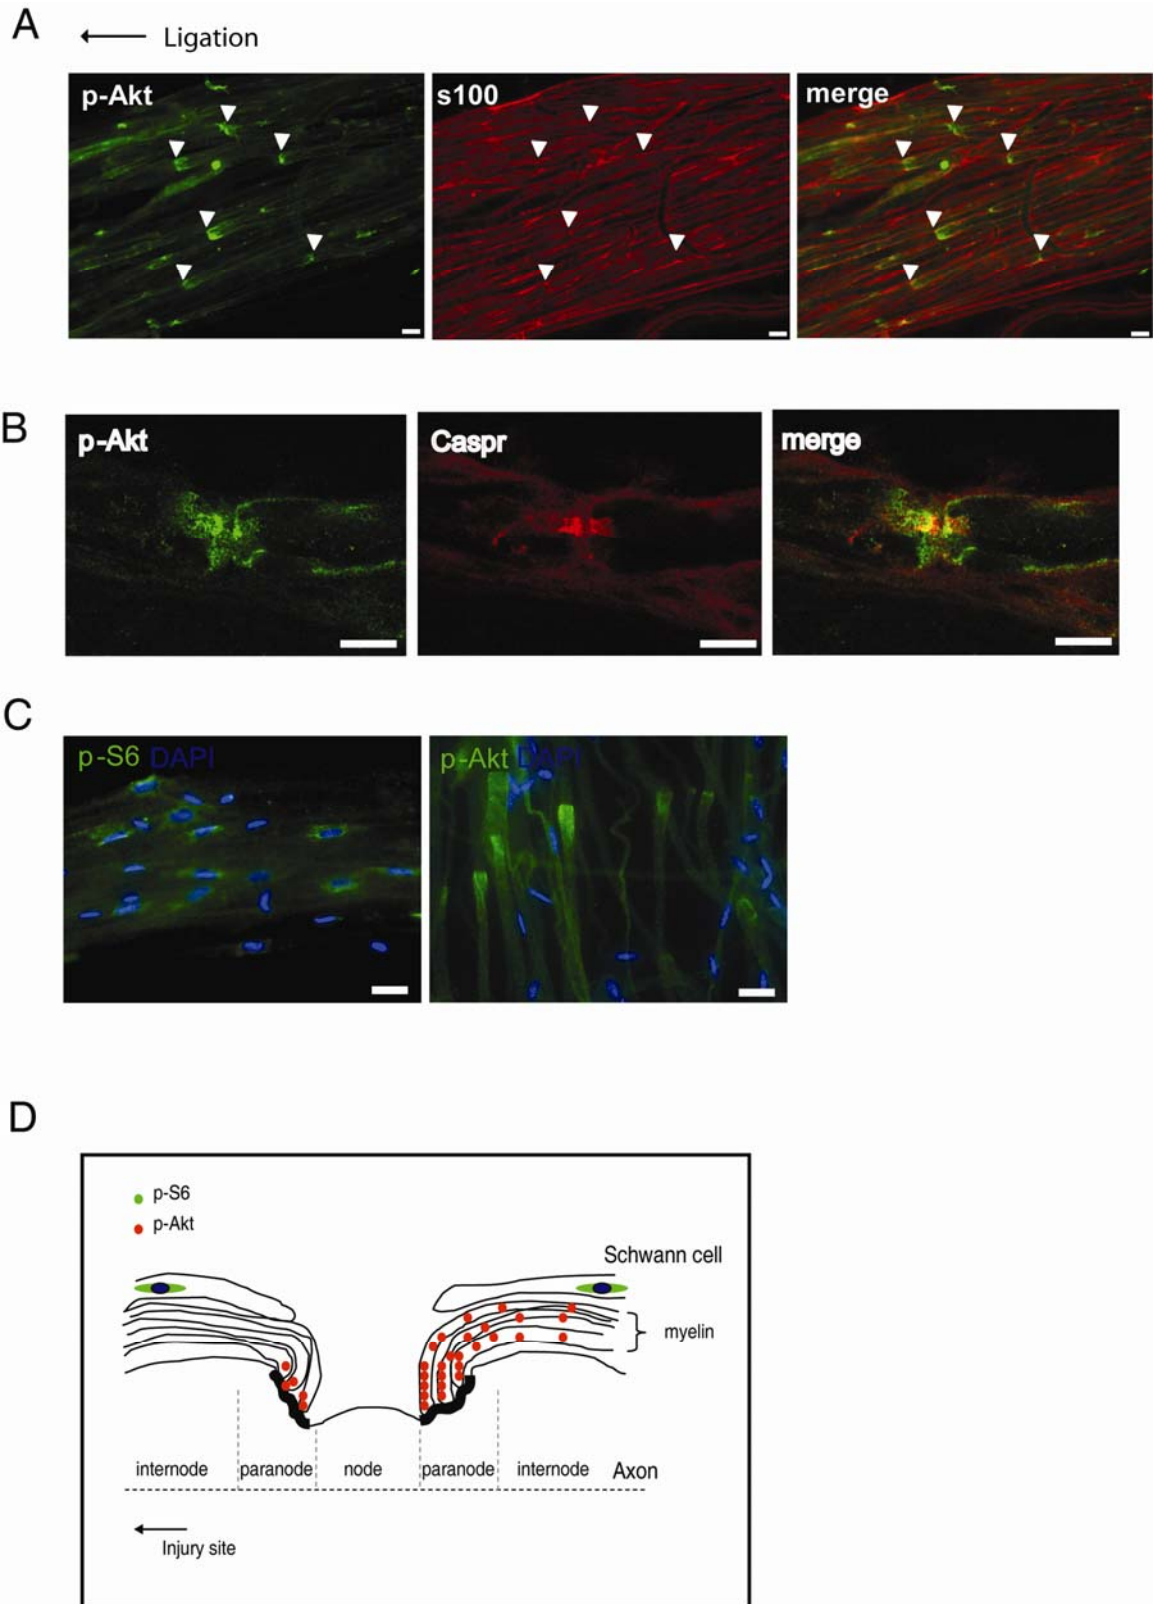 A
Ligation
p-Akt
s100
merge
B
p-Akt
Caspr
merge
C
p-S6 DAPI
p-Akt DAPI
D
p-S6
p-Akt
Schwann cell
myelin
internode paranode node paranode internode Axon
Injury site